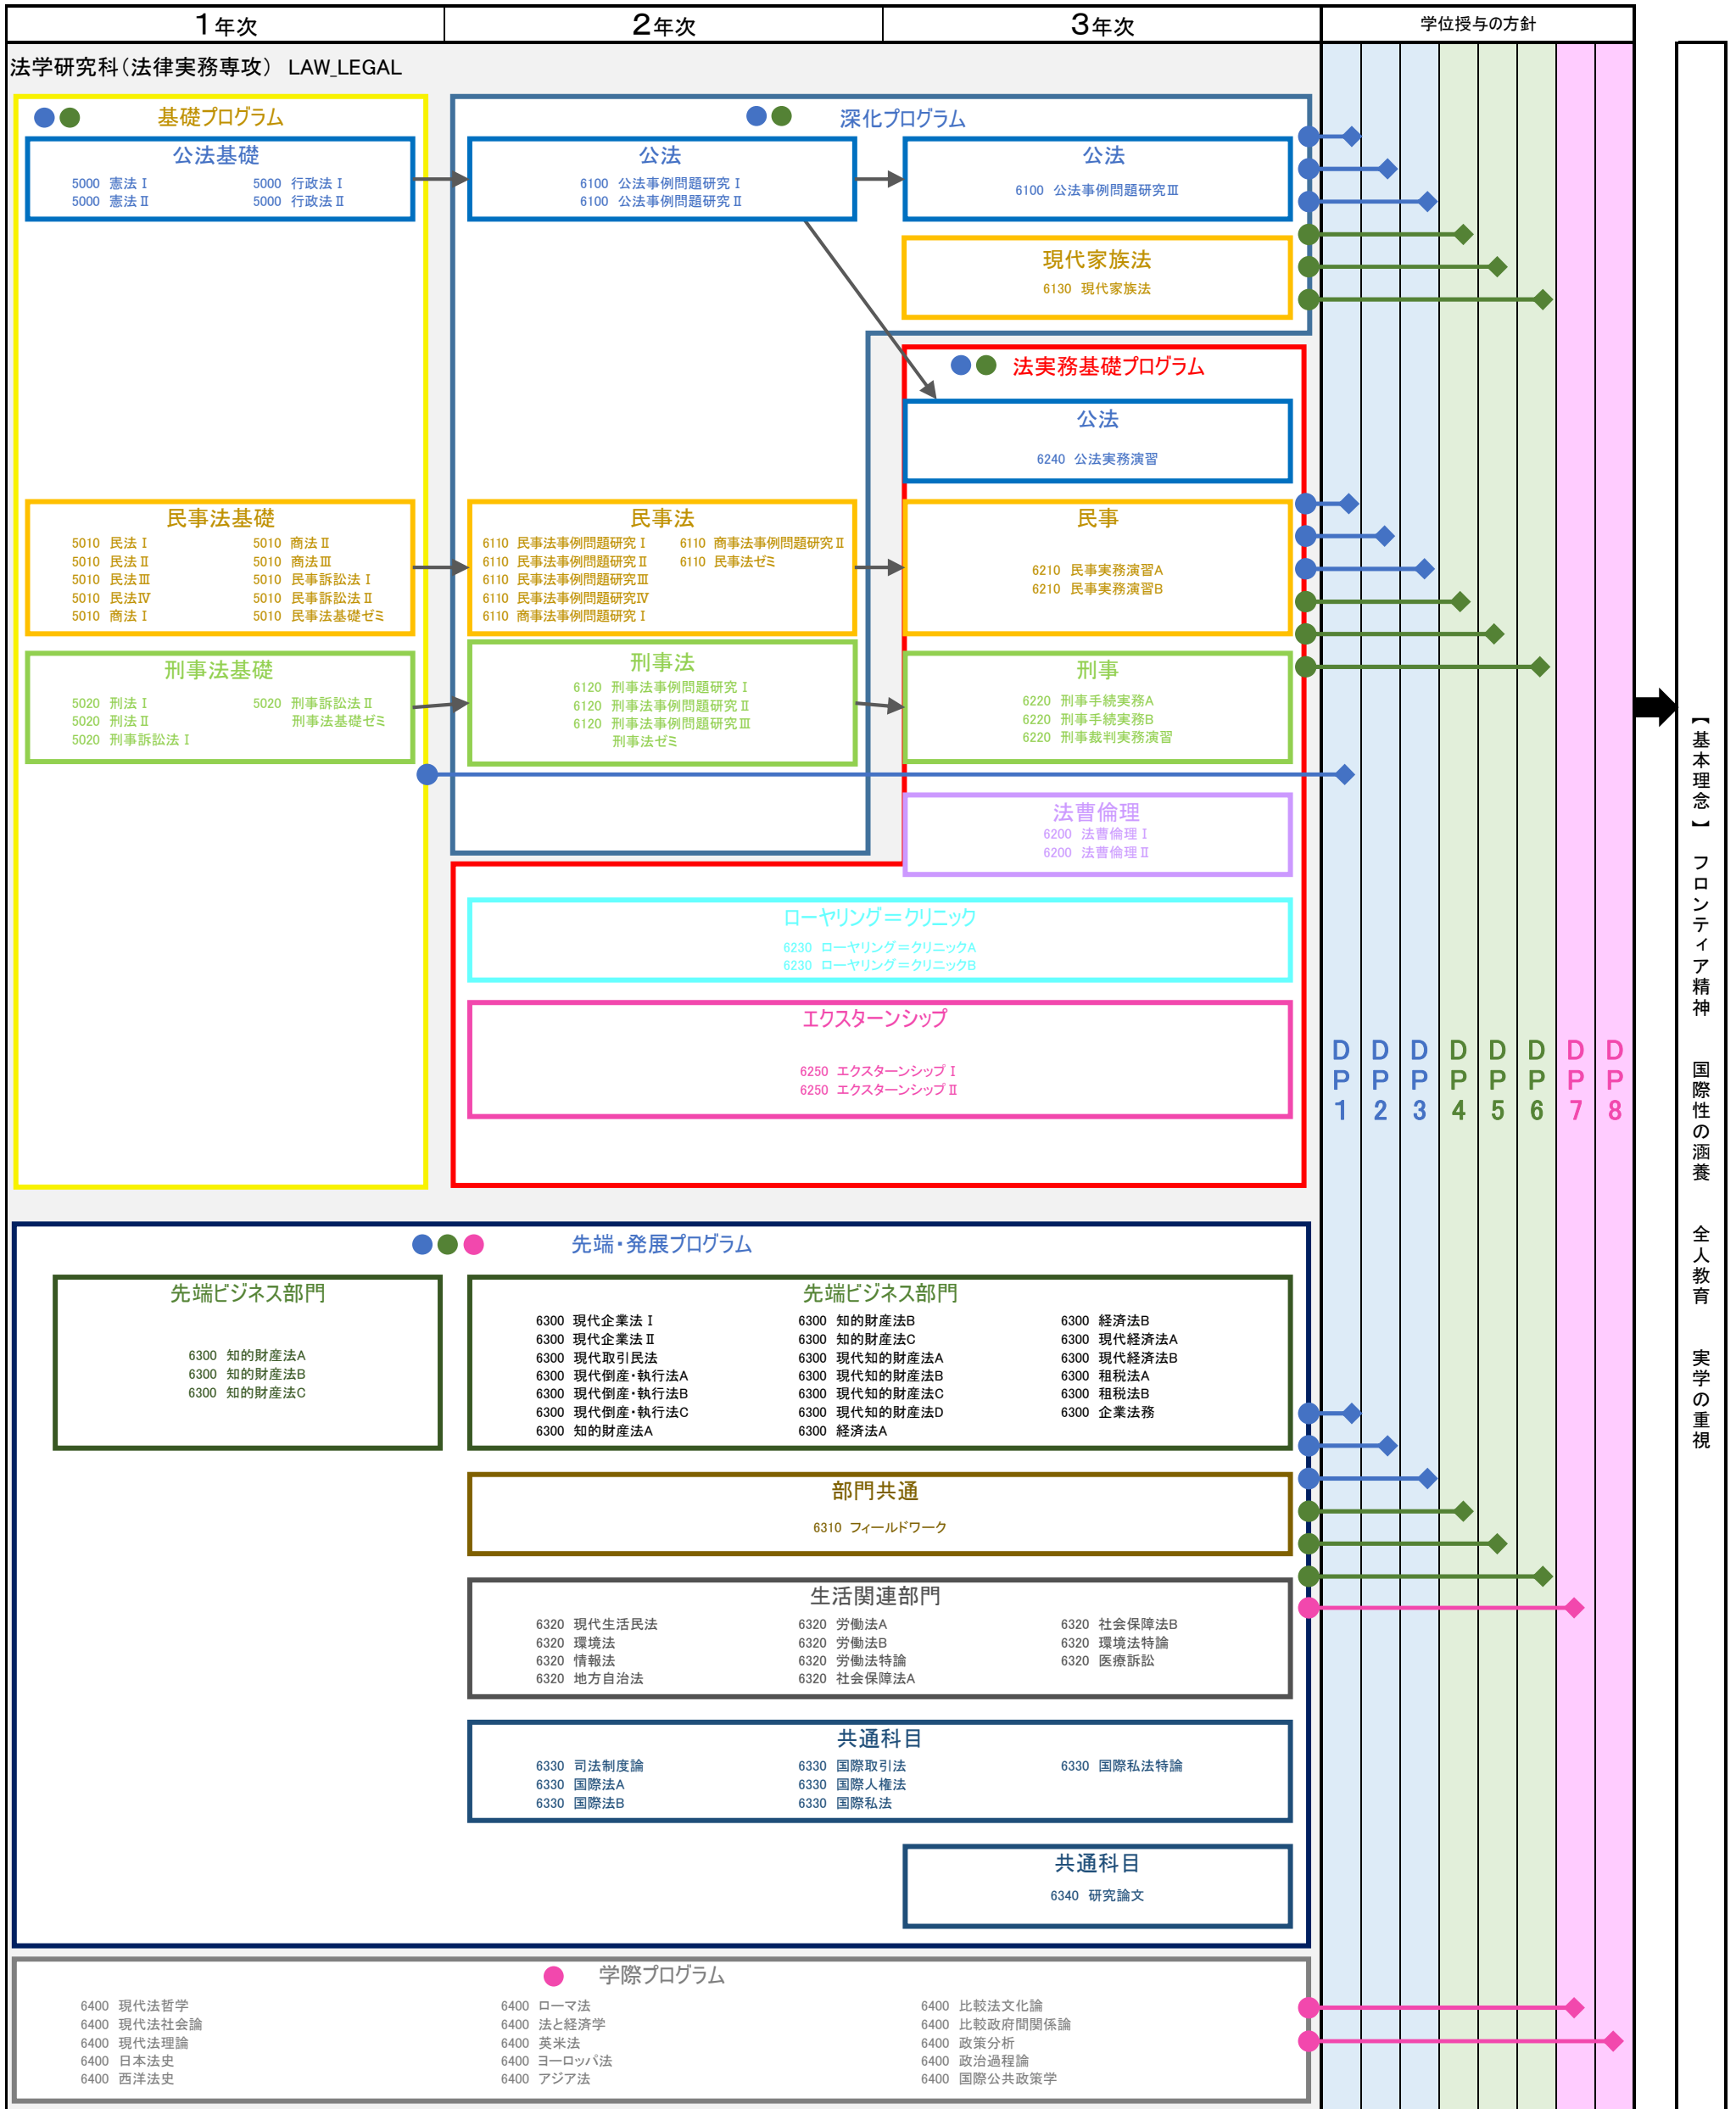 1年次
2年次
3年次
学位授与の方針
法学研究科(法律実務専攻) LAW_LEGAL
基礎プログラム
公法基礎
5000 憲法Ⅰ
5000 憲法Ⅱ
5000 行政法Ⅰ
5000 行政法Ⅱ
民事法基礎
5010 民法Ⅰ
5010 民法Ⅱ
5010 民法Ⅲ
5010 民法Ⅳ
5010 商法Ⅰ
5010 商法Ⅱ
5010 商法Ⅲ
5010 民事訴訟法Ⅰ
5010 民事訴訟法Ⅱ
5010 民事法基礎ゼミ
刑事法基礎
5020 刑法Ⅰ
5020 刑法Ⅱ
5020 刑事訴訟法Ⅰ
5020 刑事訴訟法Ⅱ
刑事法基礎ゼミ
深化プログラム
公法
6100 公法事例問題研究Ⅰ
6100 公法事例問題研究Ⅱ
公法
6100 公法事例問題研究Ⅲ
現代家族法
6130 現代家族法
民事法
6110 民事法事例問題研究Ⅰ
6110 民事法事例問題研究Ⅱ
6110 民事法事例問題研究Ⅲ
6110 民事法事例問題研究Ⅳ
6110 商事法事例問題研究Ⅰ
6110 商事法事例問題研究Ⅱ
6110 民事法ゼミ
刑事法
6120 刑事法事例問題研究Ⅰ
6120 刑事法事例問題研究Ⅱ
6120 刑事法事例問題研究Ⅲ
刑事法ゼミ
法実務基礎プログラム
公法
6240 公法実務演習
民事
6210 民事実務演習A
6210 民事実務演習B
刑事
6220 刑事手続実務A
6220 刑事手続実務B
6220 刑事裁判実務演習
法曹倫理
6200 法曹倫理Ⅰ
6200 法曹倫理Ⅱ
ローヤリング=クリニック
6230 ローヤリング=クリニックA
6230 ローヤリング=クリニックB
エクスターンシップ
6250 エクスターンシップⅠ
6250 エクスターンシップⅡ
DP1
DP2
DP3
DP4
DP5
DP6
DP7
DP8
【基本理念】 フロンティア精神 国際性の涵養 全人教育 実学の重視
先端・発展プログラム
先端ビジネス部門
6300 知的財産法A
6300 知的財産法B
6300 知的財産法C
先端ビジネス部門
6300 現代企業法Ⅰ
6300 現代企業法Ⅱ
6300 現代取引民法
6300 現代倒産・執行法A
6300 現代倒産・執行法B
6300 現代倒産・執行法C
6300 知的財産法A
6300 知的財産法B
6300 知的財産法C
6300 現代知的財産法A
6300 現代知的財産法B
6300 現代知的財産法C
6300 現代知的財産法D
6300 経済法A
6300 経済法B
6300 現代経済法A
6300 現代経済法B
6300 租税法A
6300 租税法B
6300 企業法務
部門共通
6310 フィールドワーク
生活関連部門
6320 現代生活民法
6320 環境法
6320 情報法
6320 地方自治法
6320 労働法A
6320 労働法B
6320 労働法特論
6320 社会保障法A
6320 社会保障法B
6320 環境法特論
6320 医療訴訟
共通科目
6330 司法制度論
6330 国際法A
6330 国際法B
6330 国際取引法
6330 国際人権法
6330 国際私法
6330 国際私法特論
共通科目
6340 研究論文
学際プログラム
6400 現代法哲学
6400 現代法社会論
6400 現代法理論
6400 日本法史
6400 西洋法史
6400 ローマ法
6400 法と経済学
6400 英米法
6400 ヨーロッパ法
6400 アジア法
6400 比較法文化論
6400 比較政府間関係論
6400 政策分析
6400 政治過程論
6400 国際公共政策学